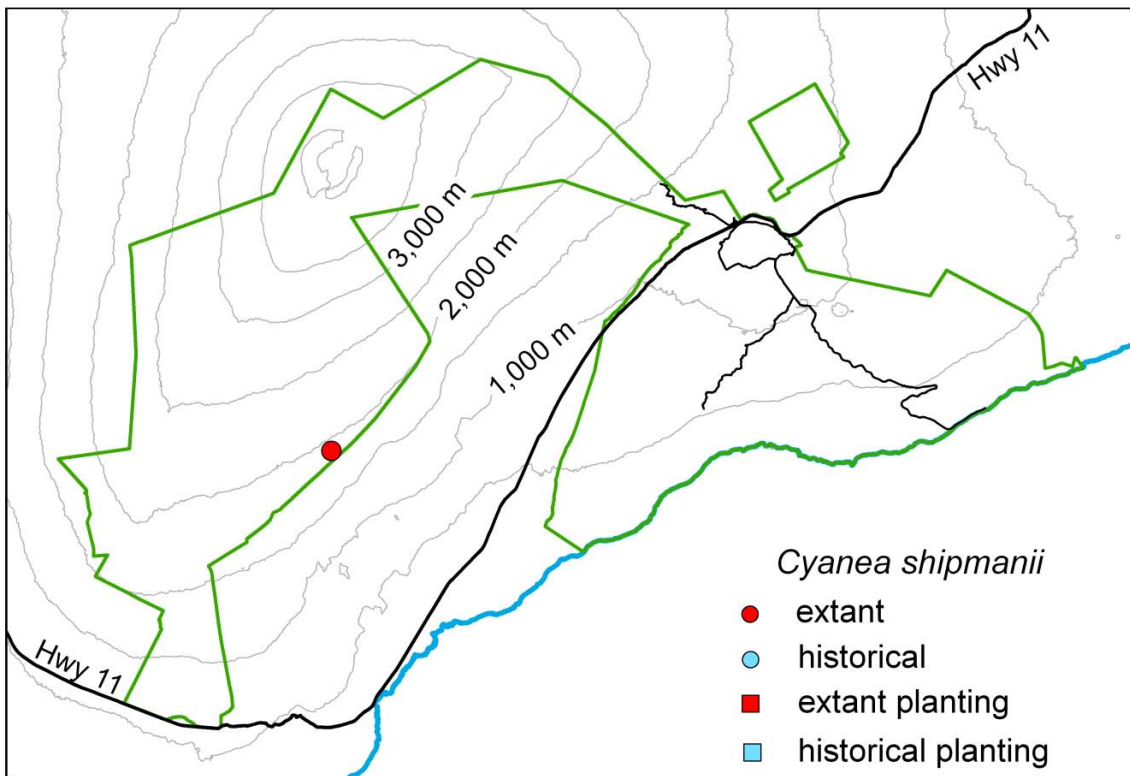 Hwy 11
3,000 m
2,000 m
1,000 m
Hwy 11
Cyanea shipmanii
extant
historical
extant planting
historical planting